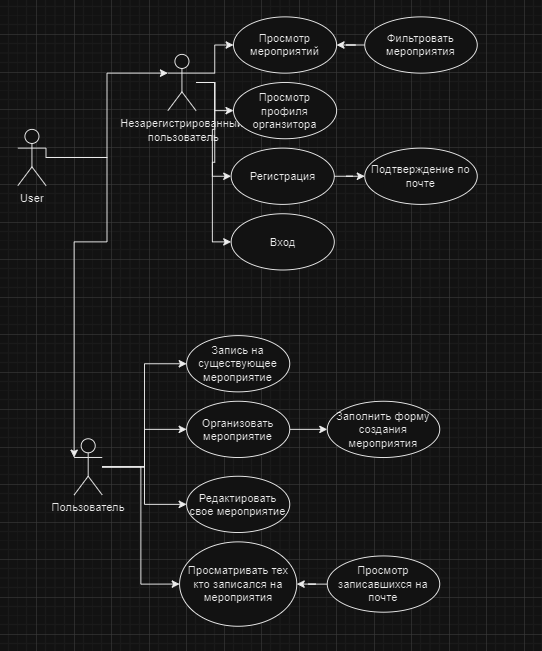 Просмотр
мероприятий
Фильтровать
мероприятия
Незарегистрированный
пользователь
Просмотр
профиля
органзитора
User
Регистрация
Подтверждение по
почте
Вход
Запись на
существующее
мероприятие
Организовать
мероприятие
Заполнить форму
создания
мероприятия
Пользователь
Редактировать
свое мероприятие
Просматривать тех
кто записался на
мероприятия
Просмотр
записавшихся на
почте